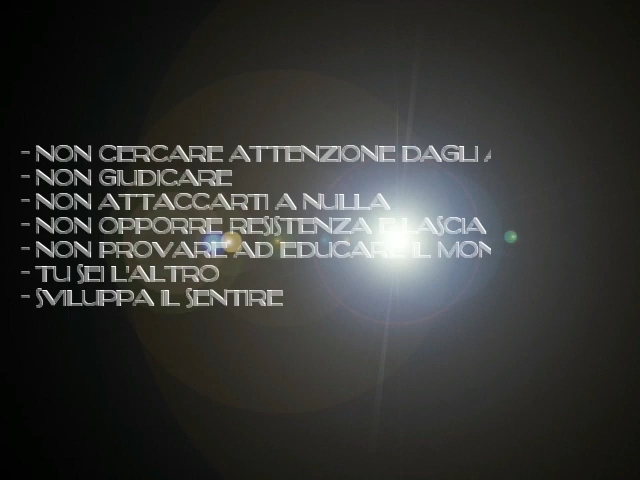 - NON CERCARE ATTENZIONE DAGLI A
- NON GIUDICARE
- NON ATTACCARTI A NULLA
- NON OPPORRE RESISTENZA E LASCIA
- NON PROVARE AD EDUCARE IL MON
- TU SEI L'ALTRO
- SVILUPPA IL SENTIRE